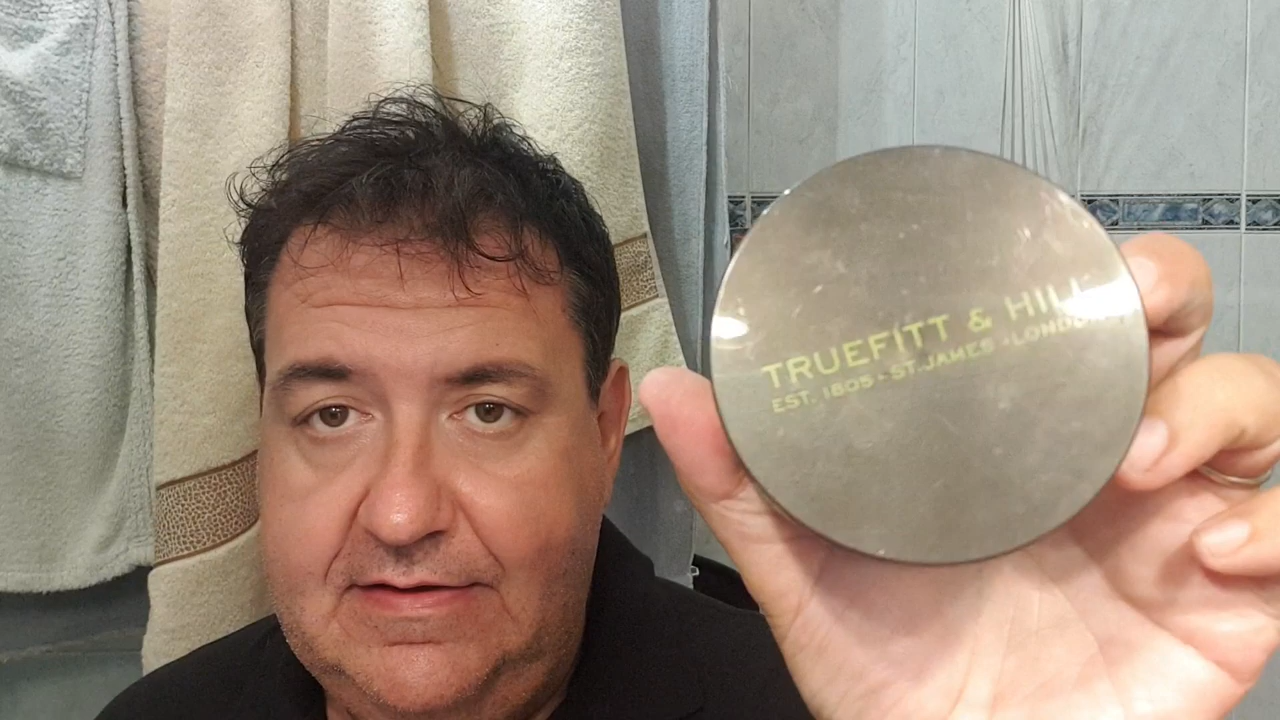 TRUEFITT & HILL
EST. 1805 • ST. JAMES • LONDON